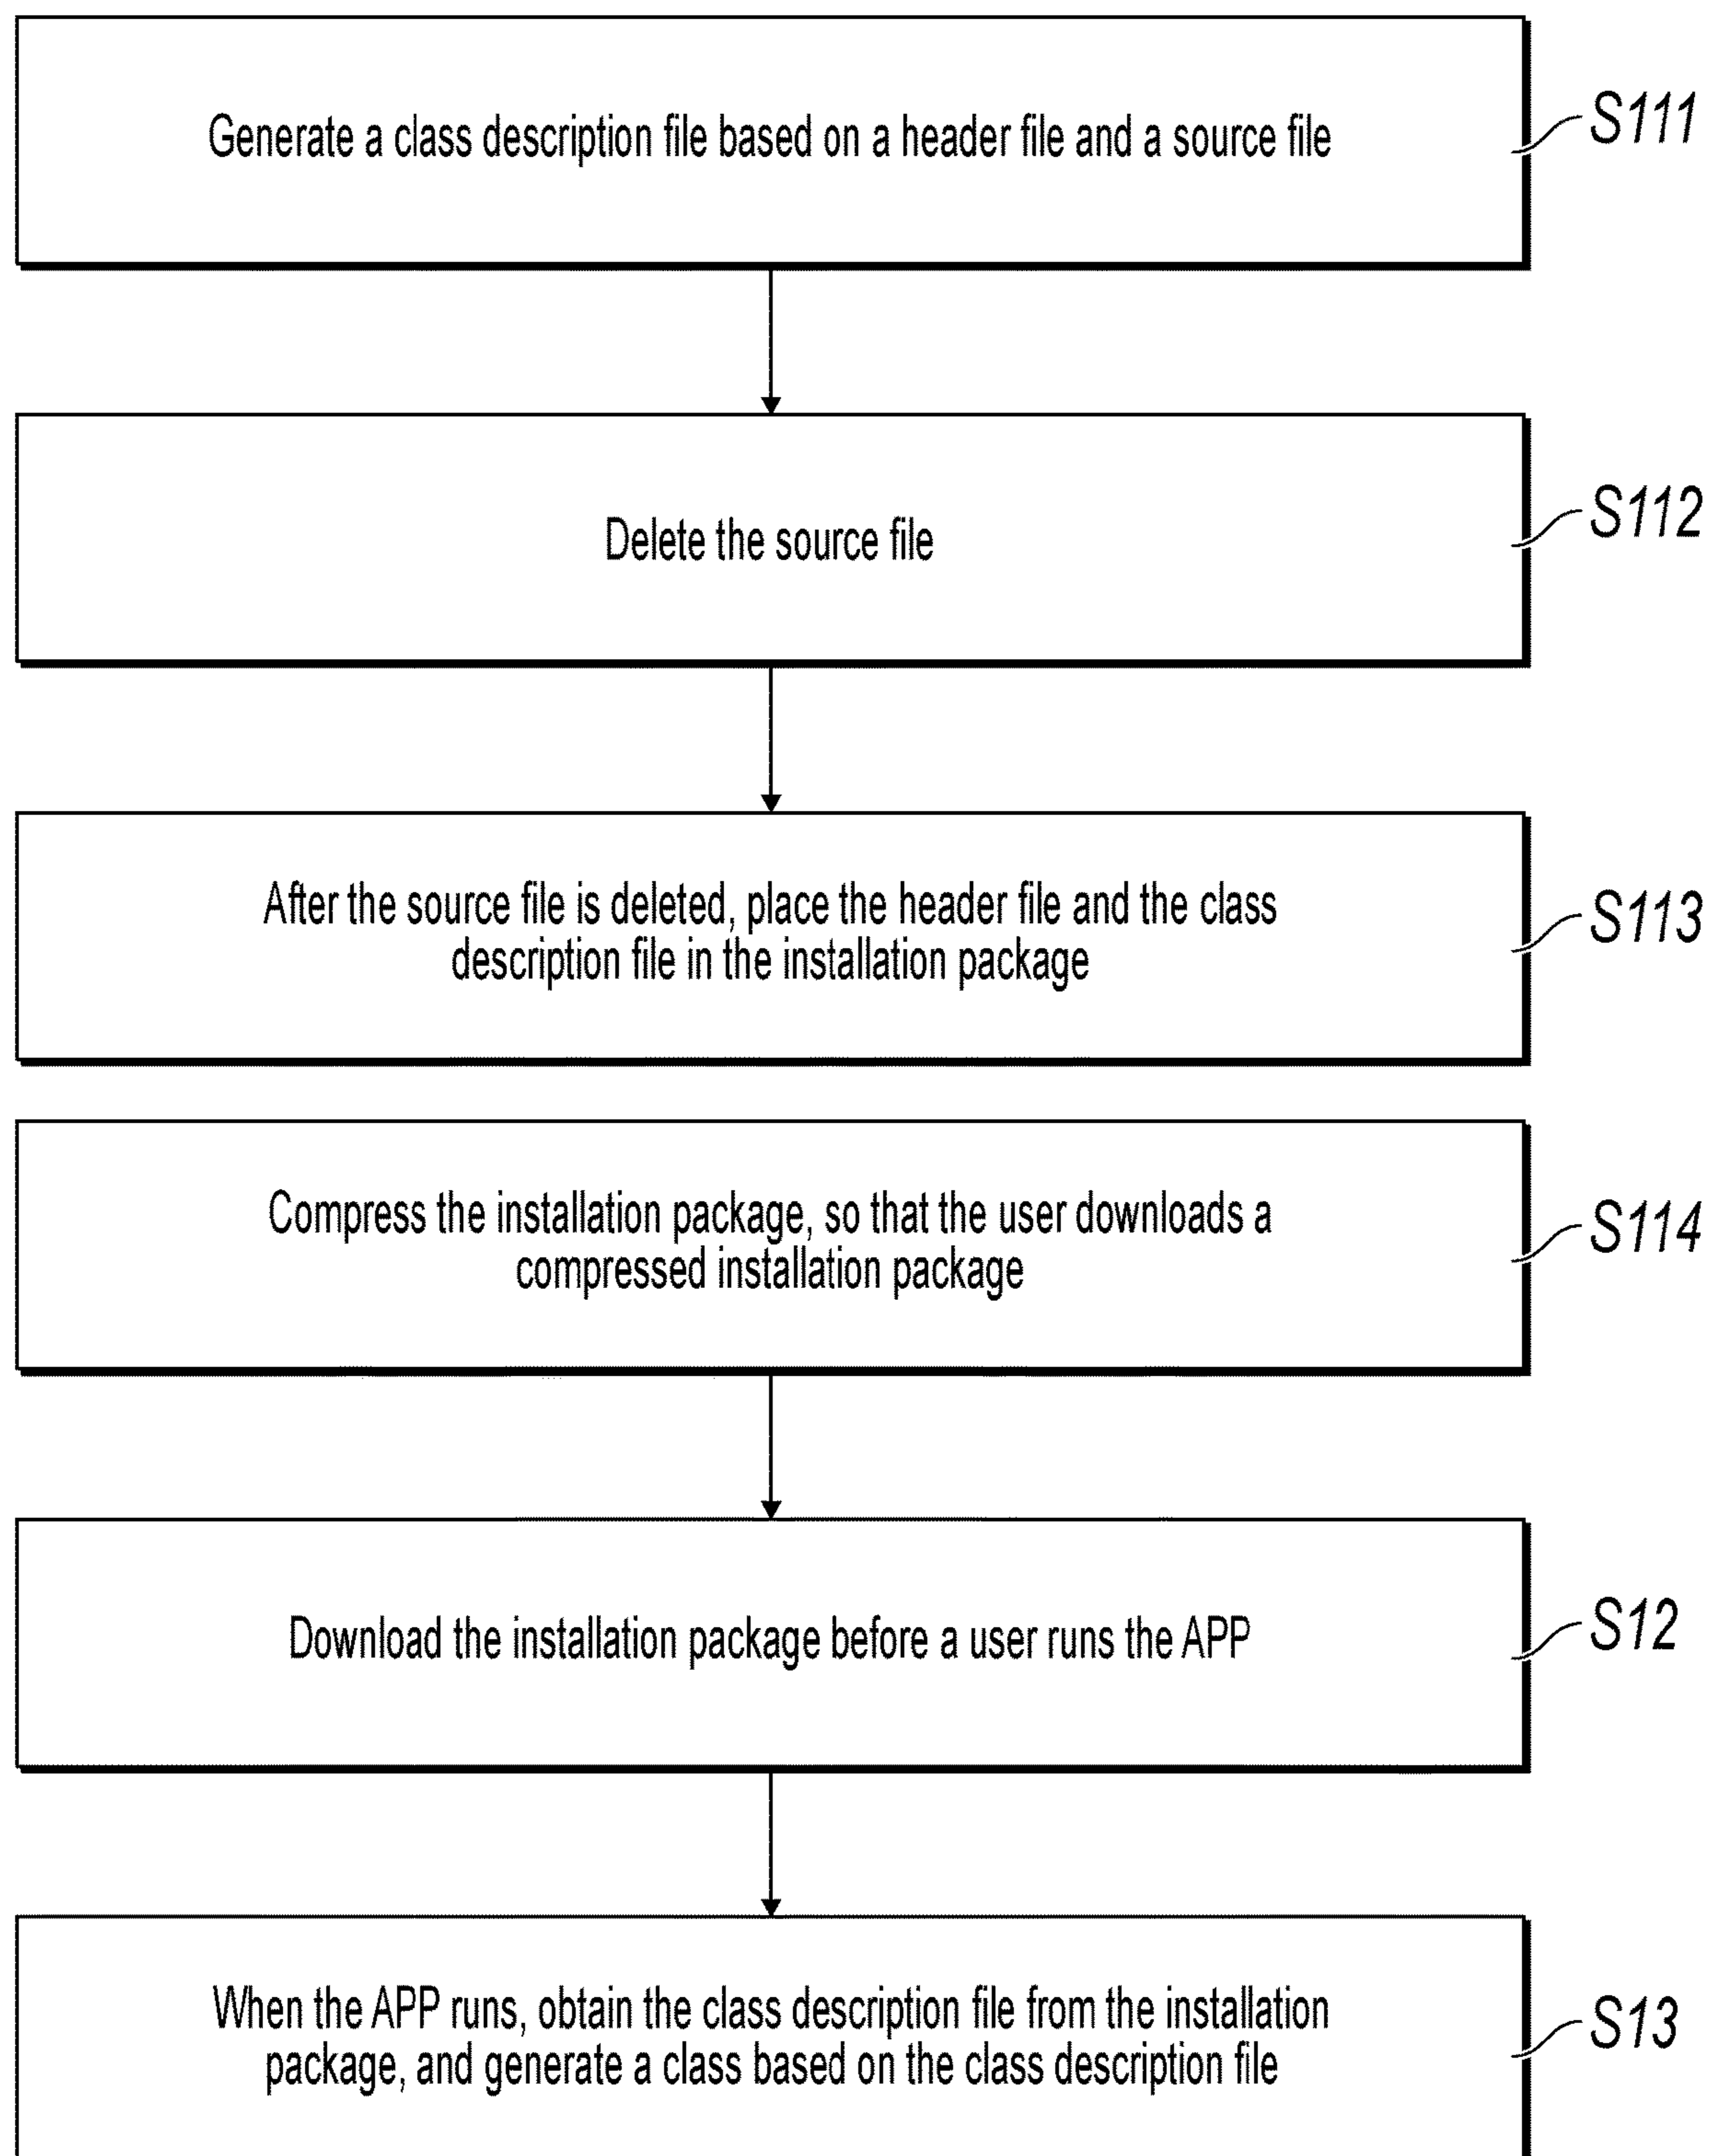 Generate a class description file based on a header file and a source file
S111
Delete the source file
S112
After the source file is deleted, place the header file and the class
description file in the installation package
S113
Compress the installation package, so that the user downloads a
compressed installation package
S114
Download the installation package before a user runs the APP
S12
When the APP runs, obtain the class description file from the installation
package, and generate a class based on the class description file
S13